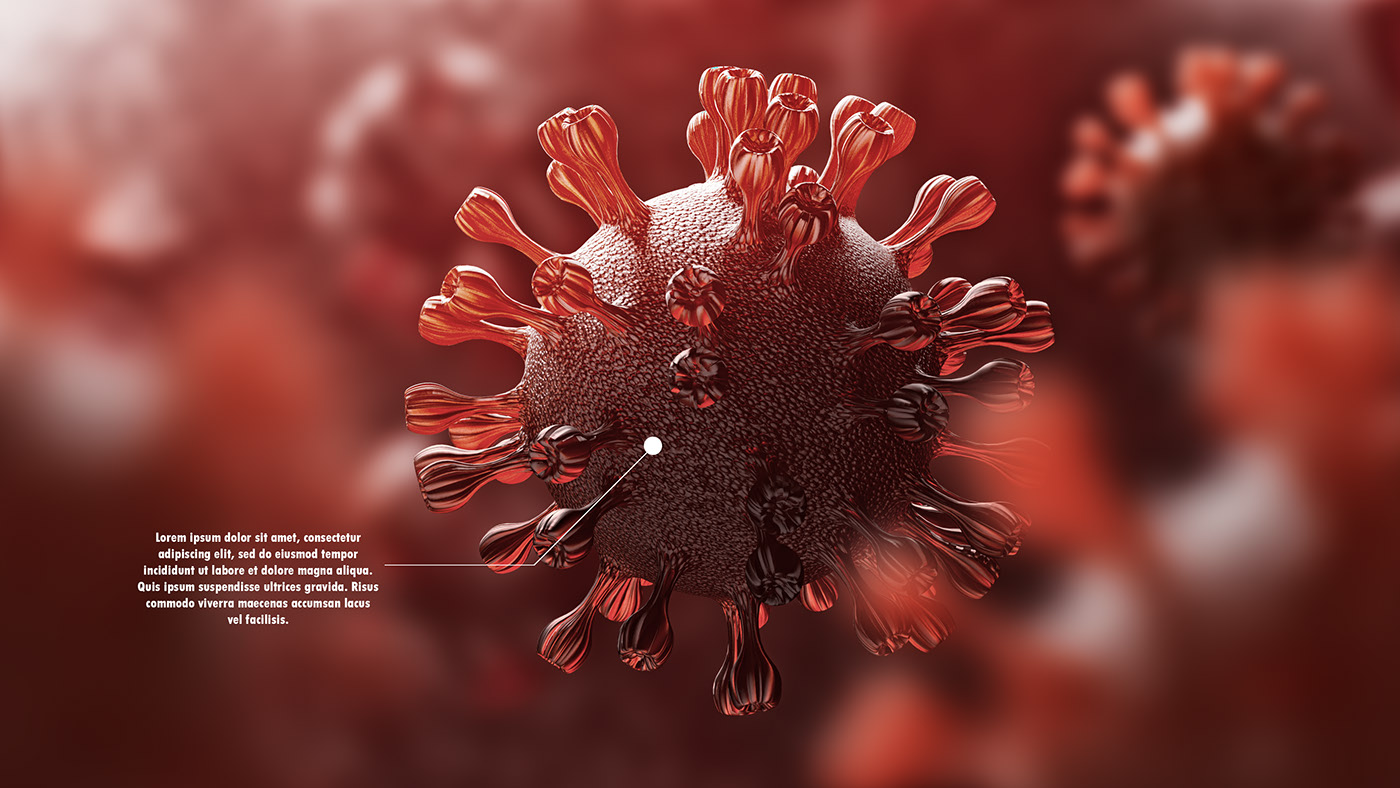 Lorem ipsum dolor sit amet, consectetur
adipiscing elit, sed do eiusmod tempor
incididunt ut labore et dolore magna aliqua.
Quis ipsum suspendisse ultrices gravida. Risus
commodo viverra maecenas accumsan lacus
vel facilisis.